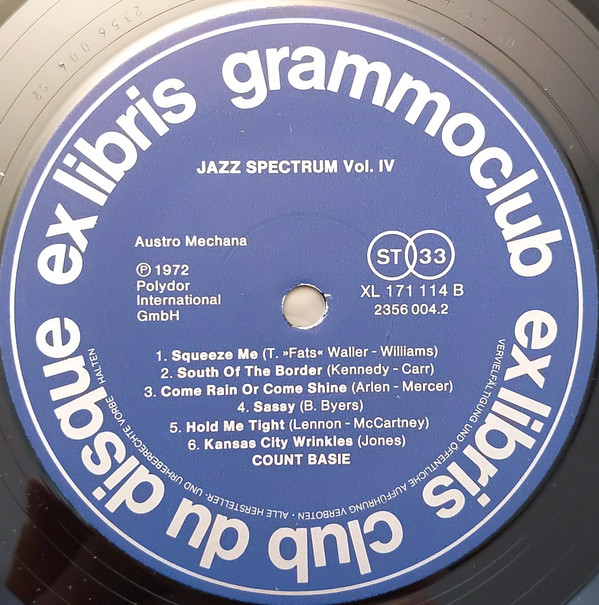 ex libris grammoclub
ex libris club du disque
JAZZ SPECTRUM Vol. IV
Austro Mechana
ST 33
Ⓟ 1972
Polydor
International
GmbH
XL 171 114 B
2356 004.2
1. Squeeze Me (T. »Fats« Waller - Williams)
2. South Of The Border (Kennedy - Carr)
3. Come Rain Or Come Shine (Arlen - Mercer)
4. Sassy (B. Byers)
5. Hold Me Tight (Lennon - McCartney)
6. Kansas City Wrinkles (Jones)
COUNT BASIE
ALLE HERSTELLER- UND URHEBERRECHTE VORBEHALTEN
VERVIELFÄLTIGUNG UND ÖFFENTLICHE AUFFÜHRUNG VERBOTEN -
2356 004